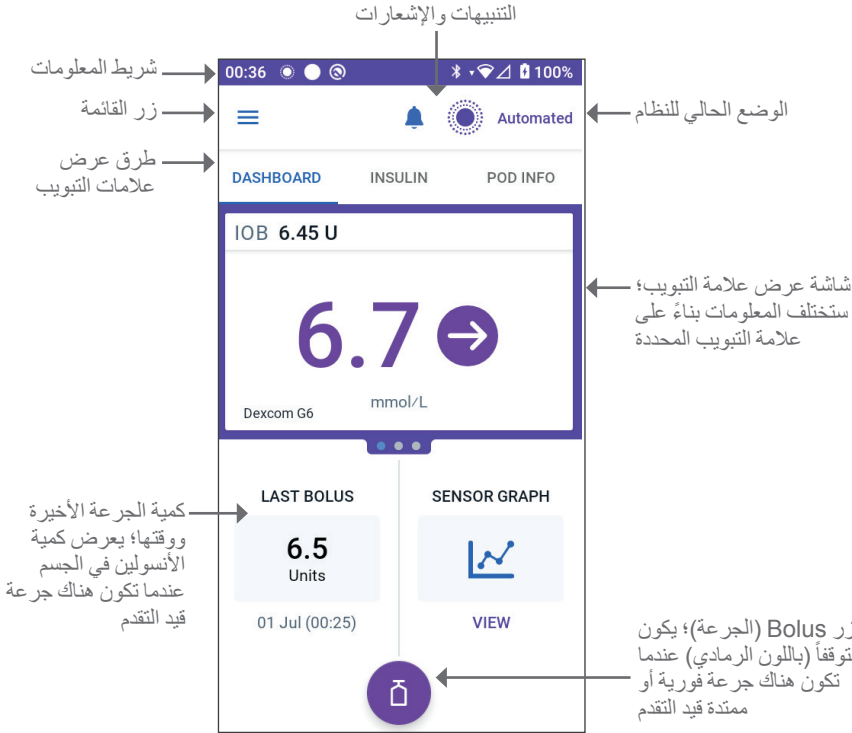 التنبيهات والإشعارات
شريط المعلومات
00:36
100%
زر القائمة
Automated
الوضع الحالي للنظام
طرق عرض
علامات التبويب
DASHBOARD INSULIN POD INFO
IOB 6.45 U
6.7
mmol/L
Dexcom G6
شاشة عرض علامة التبويب؛
ستختلف المعلومات بناءً على
علامة التبويب المحددة
LAST BOLUS
SENSOR GRAPH
كمية الجرعة الأخيرة
ووقتها؛ يعرض كمية
الأنسولين في الجسم
عندما تكون هناك جرعة
قيد التقدم
6.5
Units
01 Jul (00:25)
VIEW
زر Bolus (الجرعة)؛ يكون
توقفاً (باللون الرمادي) عندما
تكون هناك جرعة فورية أو
ممتدة قيد التقدم